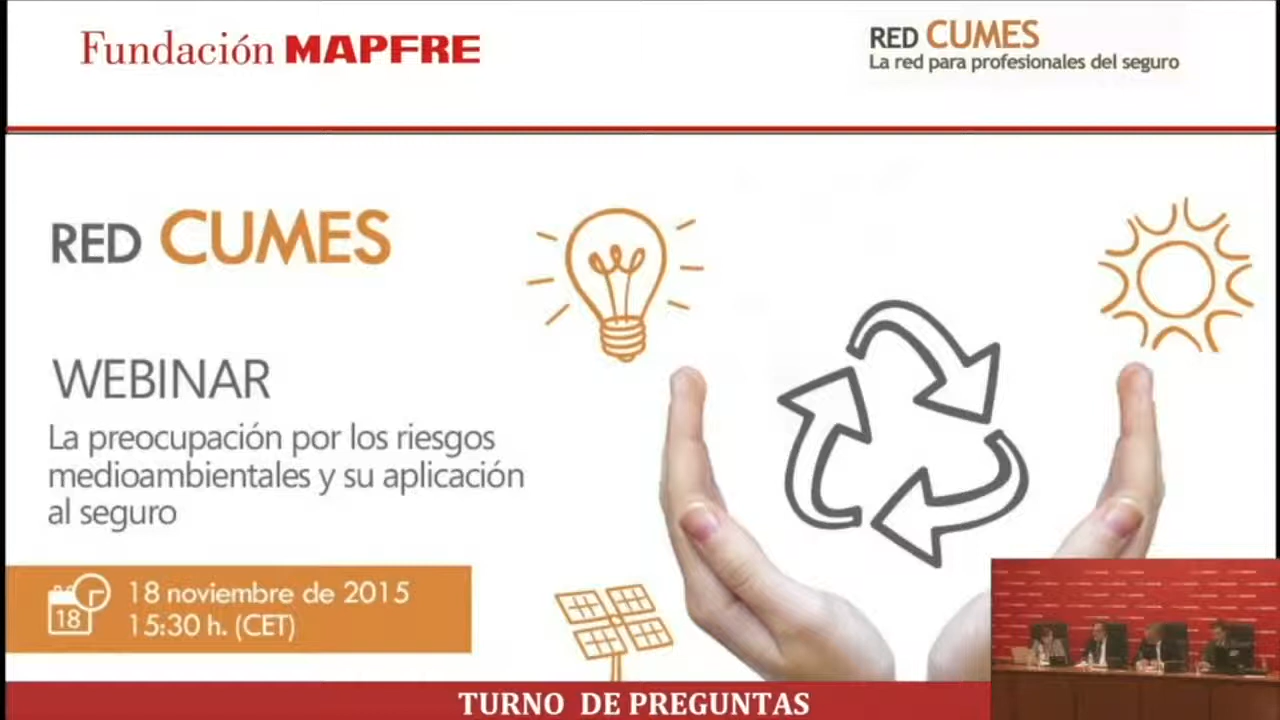 Fundación MAPFRE
RED CUMES
La red para profesionales del seguro
RED CUMES
WEBINAR
La preocupación por los riesgos
medioambientales y su aplicación
al seguro
18
18 noviembre de 2015
15:30 h. (CET)
TURNO DE PREGUNTAS